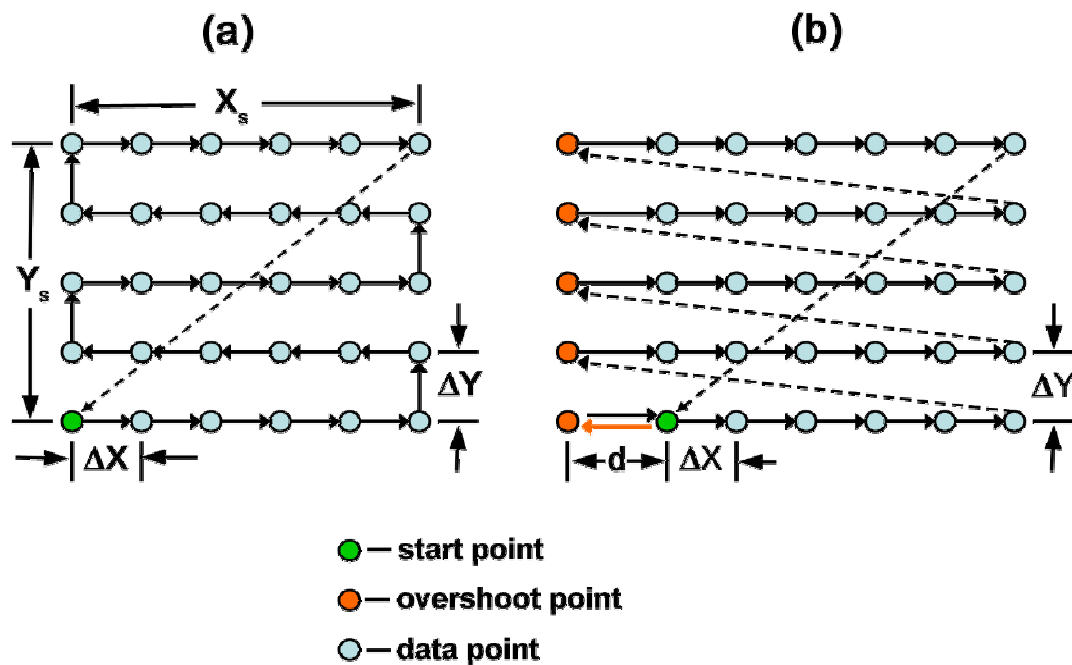 (a)
(b)
Xs
Ys
ΔY
ΔY
ΔX
d
ΔX
start point
overshoot point
data point